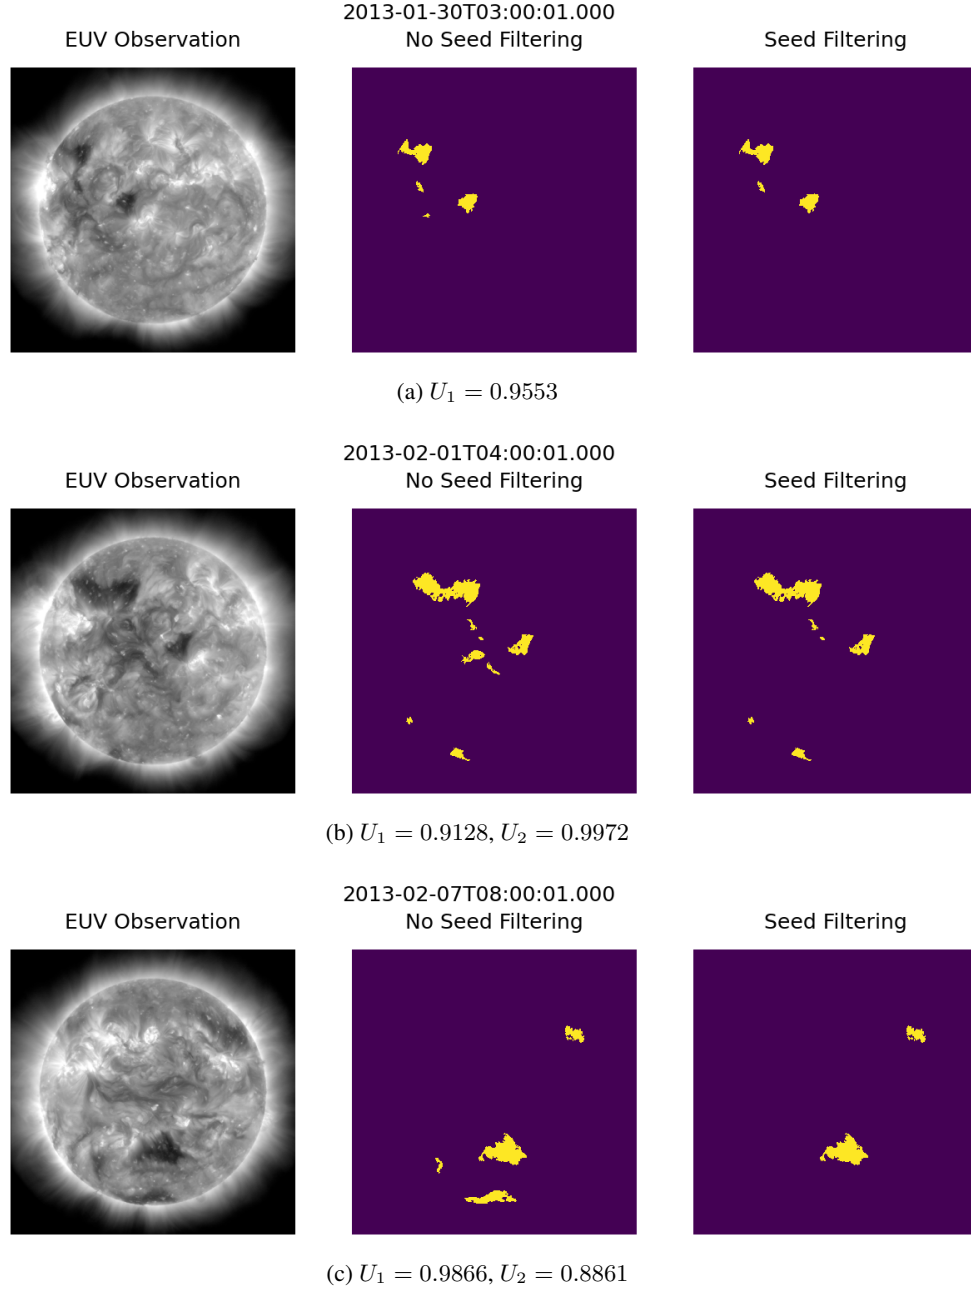 2013-01-30T03:00:01.000
EUV Observation No Seed Filtering Seed Filtering
(a) U₁ = 0.9553
2013-02-01T04:00:01.000
EUV Observation No Seed Filtering Seed Filtering
(b) U₁ = 0.9128, U₂ = 0.9972
2013-02-07T08:00:01.000
EUV Observation No Seed Filtering Seed Filtering
(c) U₁ = 0.9866, U₂ = 0.8861